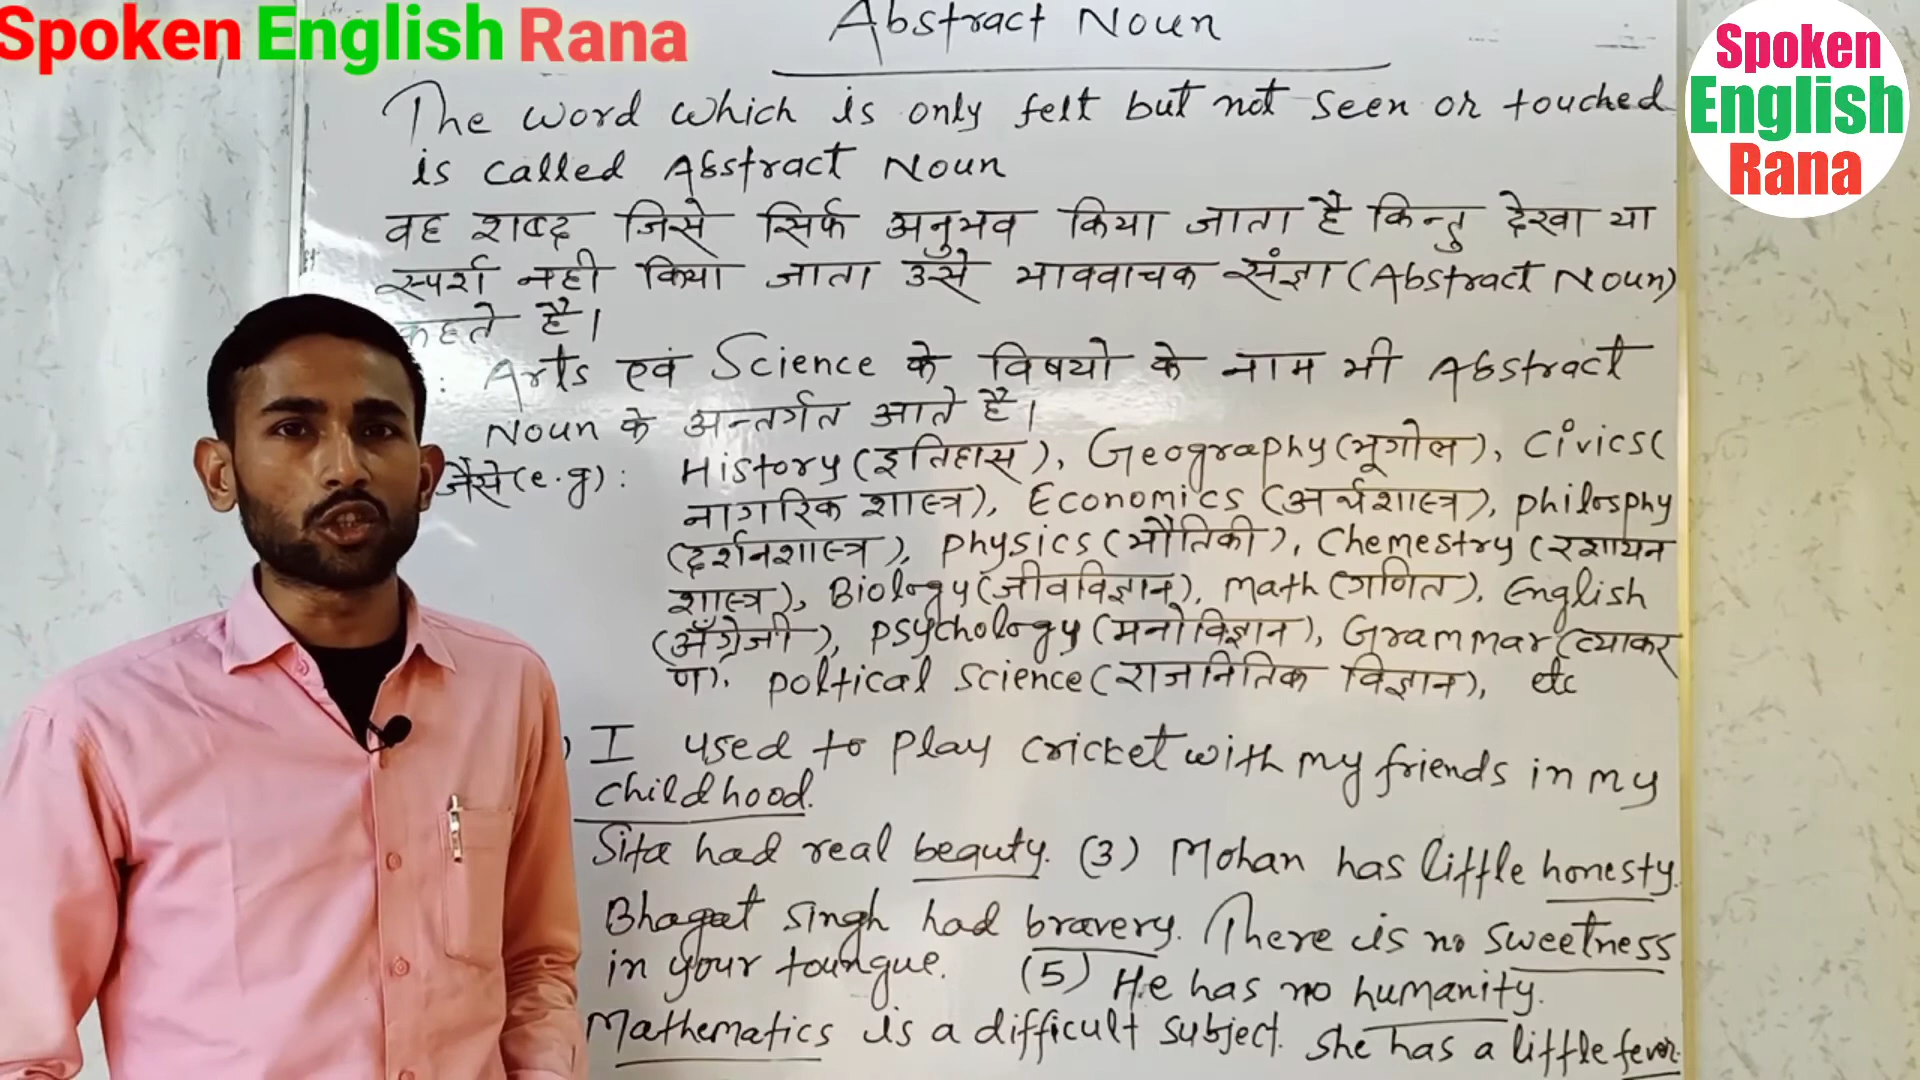 Spoken English Rana
Spoken
English
Rana
Abstract Noun
The word which is only felt but not seen or touched
is called Abstract Noun
वह शब्द जिसे सिर्फ अनुभव किया जाता है किन्तु देखा या
स्पर्श नही किया जाता उसे भाववाचक संज्ञा (Abstract Noun)
कहते है।
: Arts एवं Science के विषयो के नाम भी Abstract
Noun के अन्तर्गत आते है।
जैसे (e.g) : History (इतिहास), Geography (भूगोल), Civics (
नागरिक शास्त्र), Economics (अर्थशास्त्र), philosphy
(दर्शनशास्त्र), physics (भौतिकी), Chemestry (रशायन
शास्त्र), Biology (जीवविज्ञान), Math (गणित), English
(अँग्रेजी), psychology (मनोविज्ञान), Grammar (व्याकर
ण), poltical science (राजनितिक विज्ञान), etc
) I used to play cricket with my friends in my
childhood.
Sita had real beauty. (3) Mohan has little honesty.
Bhagat singh had bravery. There is no sweetness
in your toungue. (5) He has no humanity.
Mathematics is a difficult subject. She has a little fever.